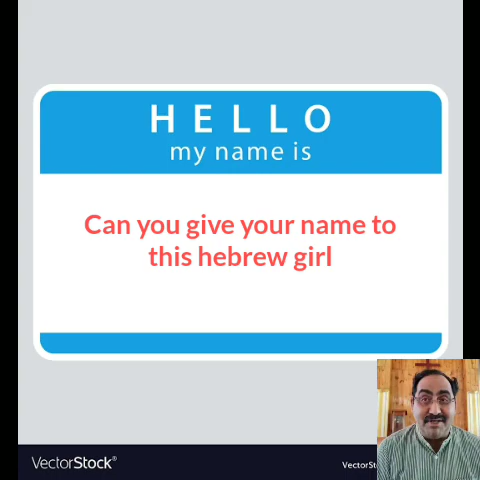 HELLO
my name is
Can you give your name to
this hebrew girl
VectorStock®
VectorSt